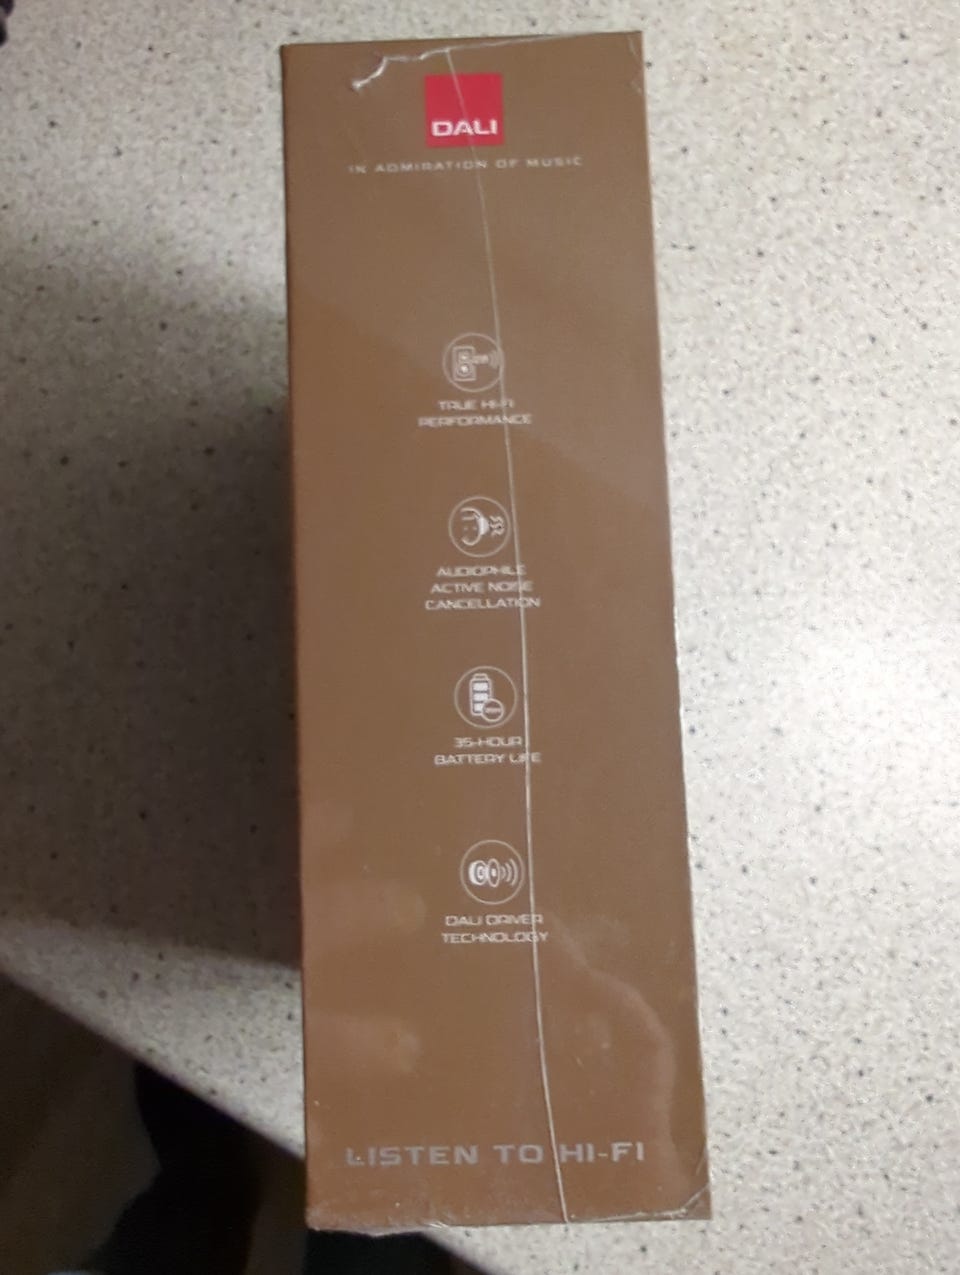 DALI
IN ADMIRATION OF MUSIC
TRUE HI-FI
PERFORMANCE
AUDIOPHILE
ACTIVE NOISE
CANCELLATION
35-HOUR
BATTERY LIFE
DALI DRIVER
TECHNOLOGY
LISTEN TO HI-FI